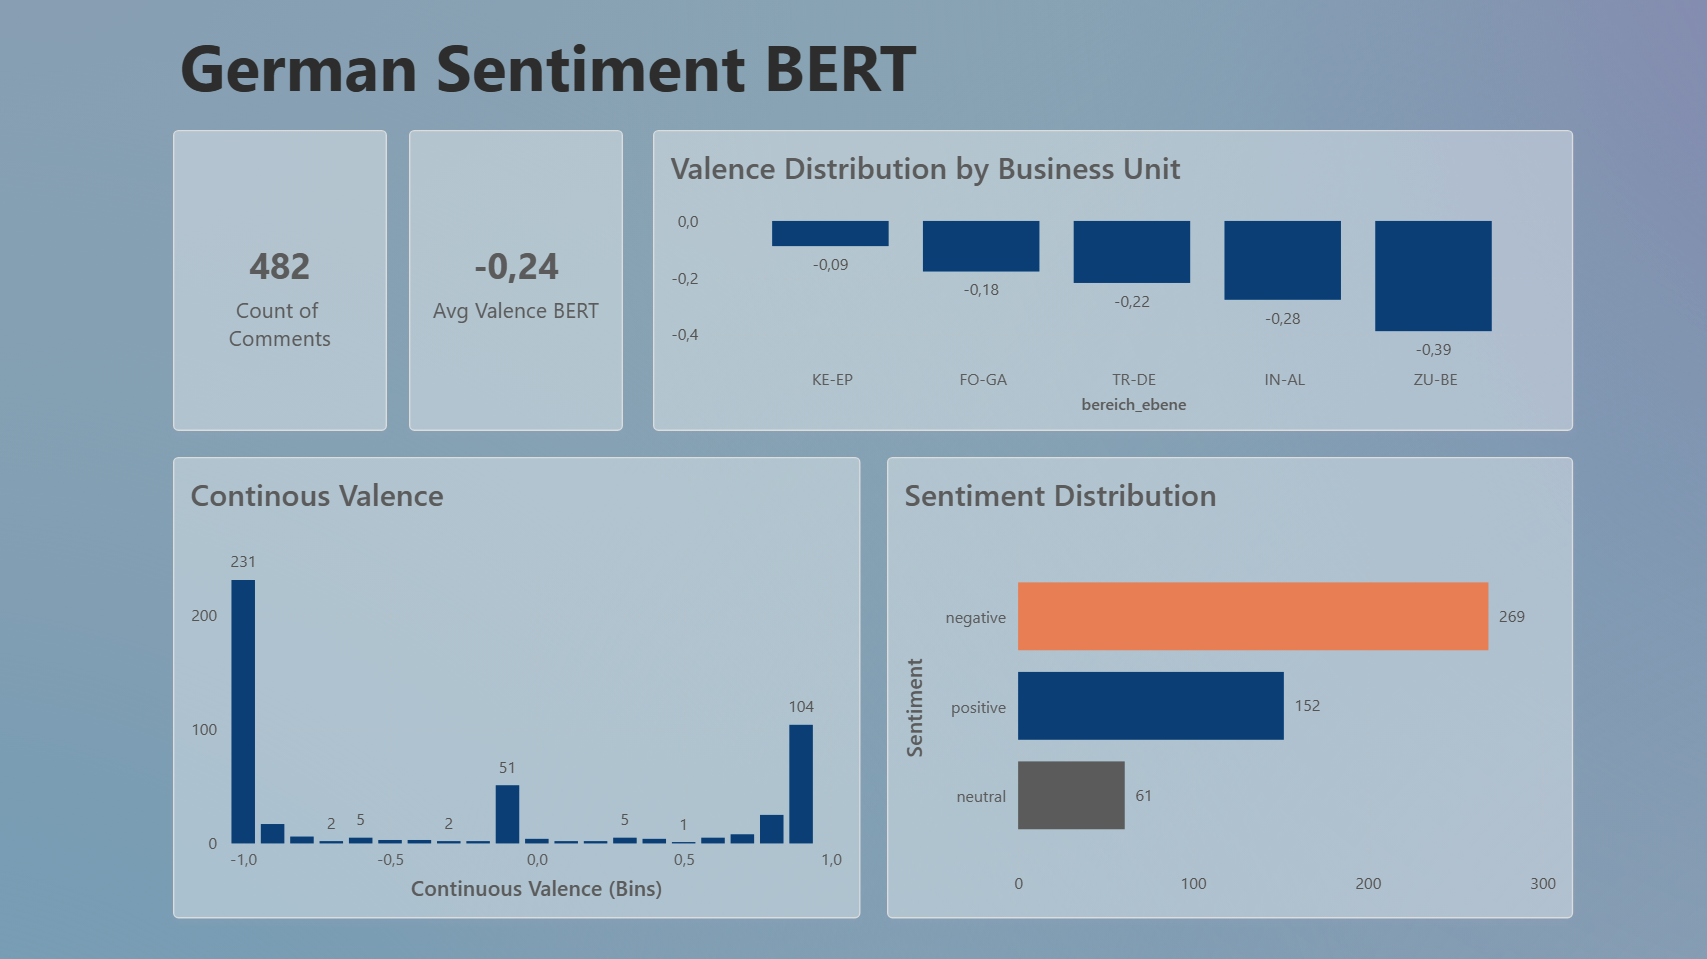 German Sentiment BERT
482
Count of
Comments
-0,24
Avg Valence BERT
Valence Distribution by Business Unit
0,0
-0,2
-0,4
-0,09
-0,18
-0,22
-0,28
-0,39
KE-EP
FO-GA
TR-DE
IN-AL
ZU-BE
bereich_ebene
Continous Valence
200
100
0
231
2
5
2
51
5
1
104
-1,0
-0,5
0,0
0,5
1,0
Continuous Valence (Bins)
Sentiment Distribution
Sentiment
negative
269
positive
152
neutral
61
0
100
200
300